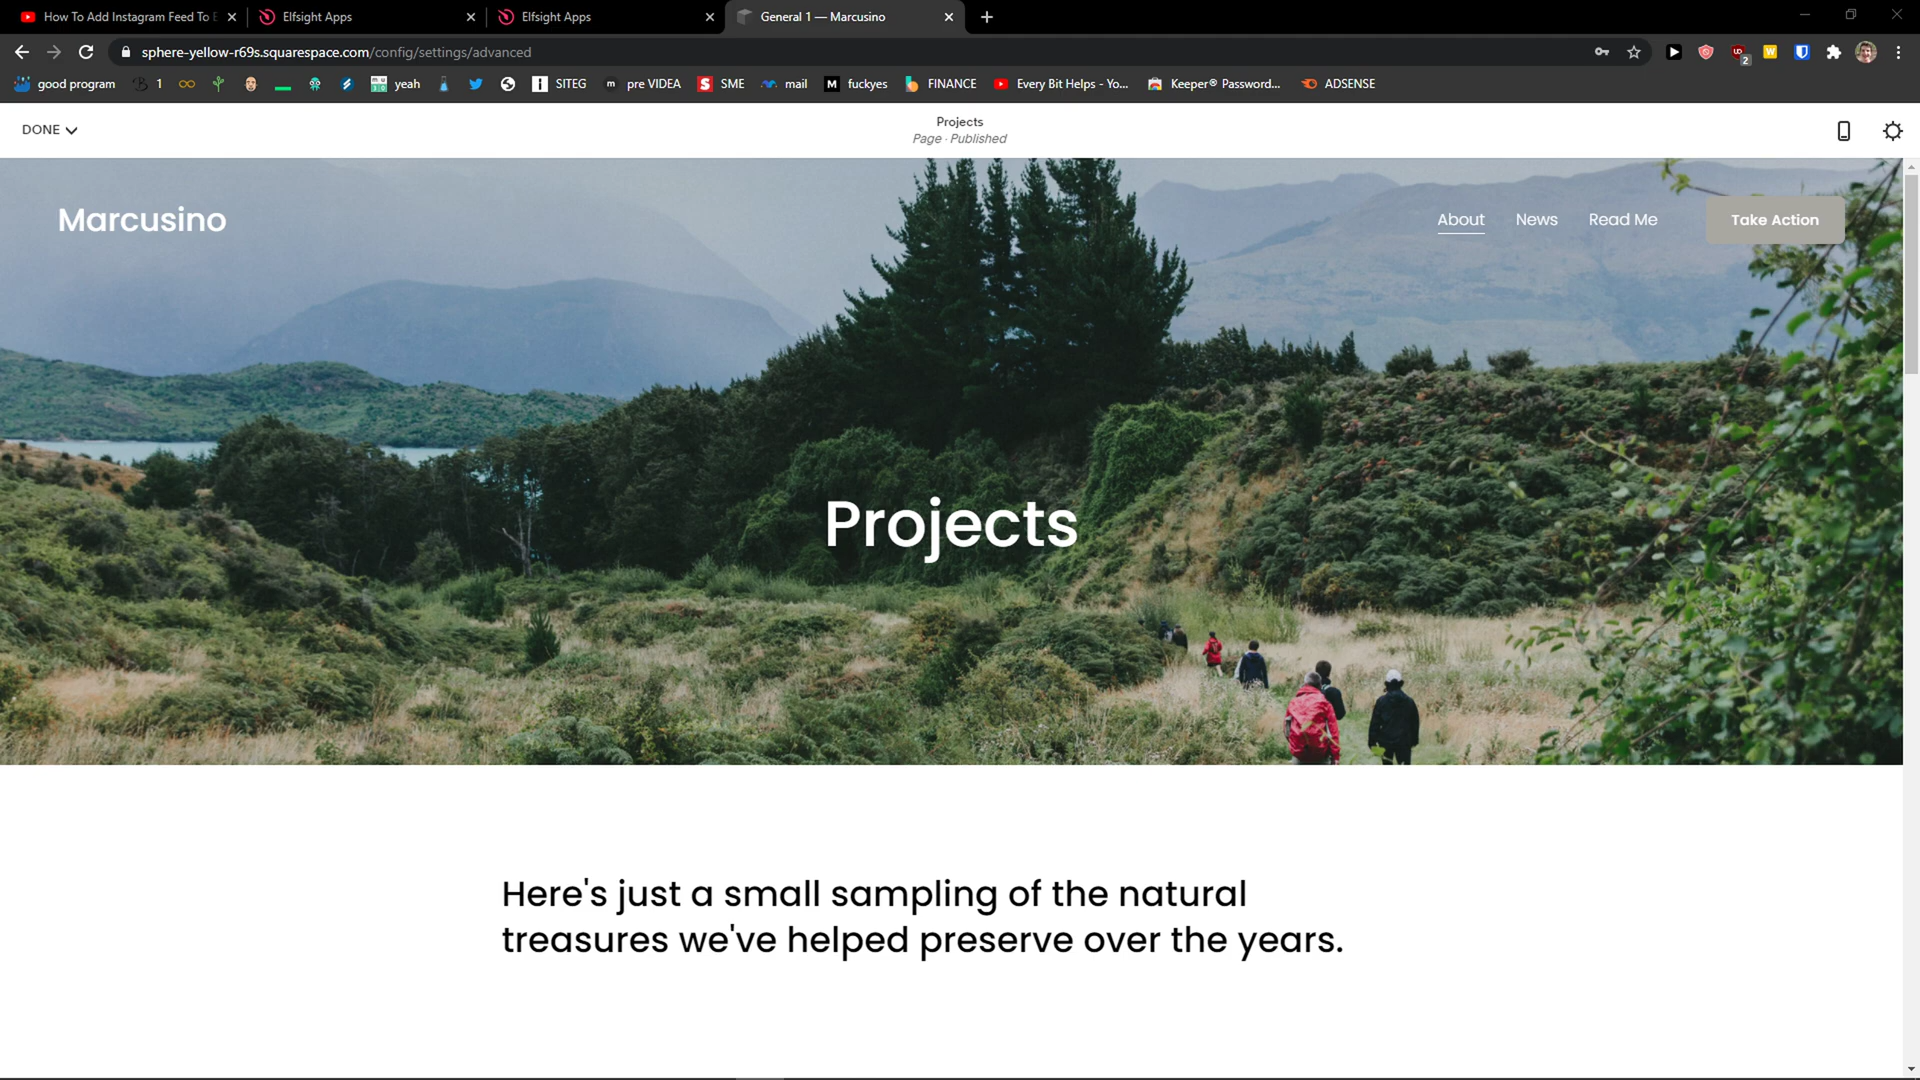 How To Add Instagram Feed To
Elfsight Apps
Elfsight Apps
General 1 — Marcusino
sphere-yellow-r69s.squarespace.com/config/settings/advanced
2
good program
1
yeah
SITEG
m
pre VIDEA
S
SME
mail
M
fuckyes
FINANCE
Every Bit Helps - Yo...
Keeper® Password...
ADSENSE
DONE
Projects
Page · Published
Marcusino
About
News
Read Me
Take Action
Projects
Here's just a small sampling of the natural
treasures we've helped preserve over the years.